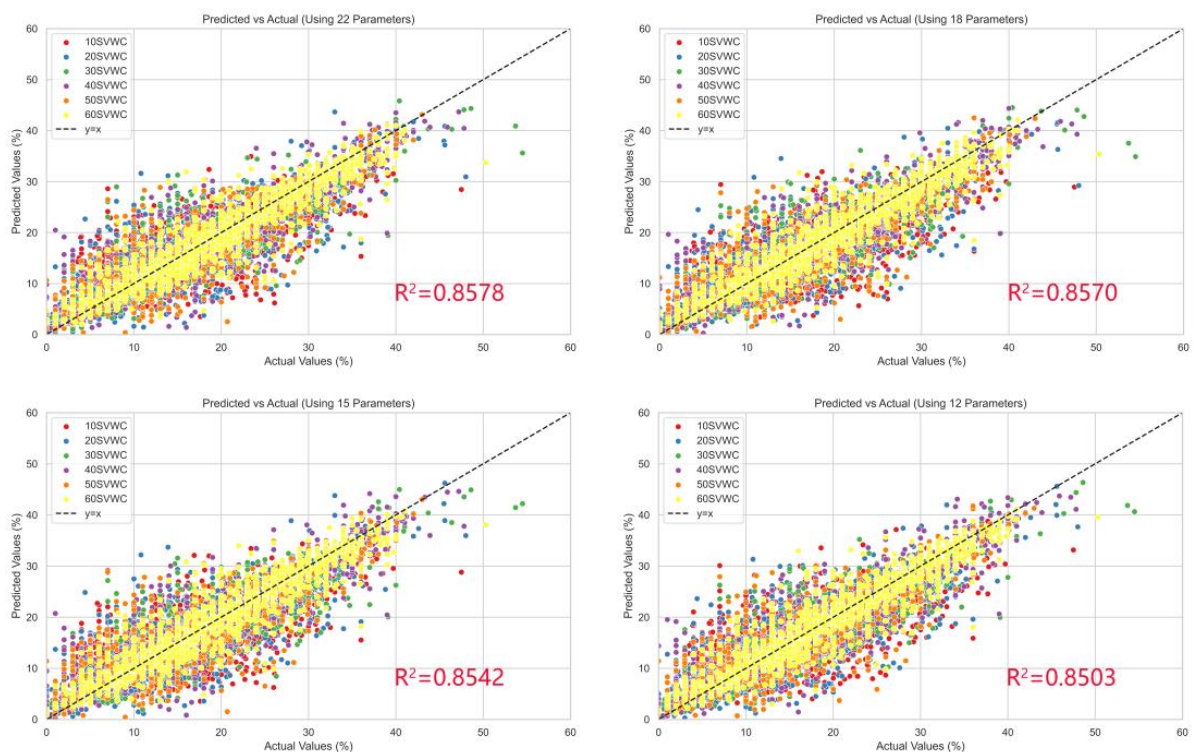 Predicted vs Actual (Using 22 Parameters)
60
50
40
30
20
10
0
Predicted Values (%)
10SVWC
20SVWC
30SVWC
40SVWC
50SVWC
60SVWC
y=x
R²=0.8578
0 10 20 30 40 50 60
Actual Values (%)
Predicted vs Actual (Using 18 Parameters)
60
50
40
30
20
10
0
Predicted Values (%)
10SVWC
20SVWC
30SVWC
40SVWC
50SVWC
60SVWC
y=x
R²=0.8570
0 10 20 30 40 50 60
Actual Values (%)
Predicted vs Actual (Using 15 Parameters)
60
50
40
30
20
10
0
Predicted Values (%)
10SVWC
20SVWC
30SVWC
40SVWC
50SVWC
60SVWC
y=x
R²=0.8542
0 10 20 30 40 50 60
Actual Values (%)
Predicted vs Actual (Using 12 Parameters)
60
50
40
30
20
10
0
Predicted Values (%)
10SVWC
20SVWC
30SVWC
40SVWC
50SVWC
60SVWC
y=x
R²=0.8503
0 10 20 30 40 50 60
Actual Values (%)